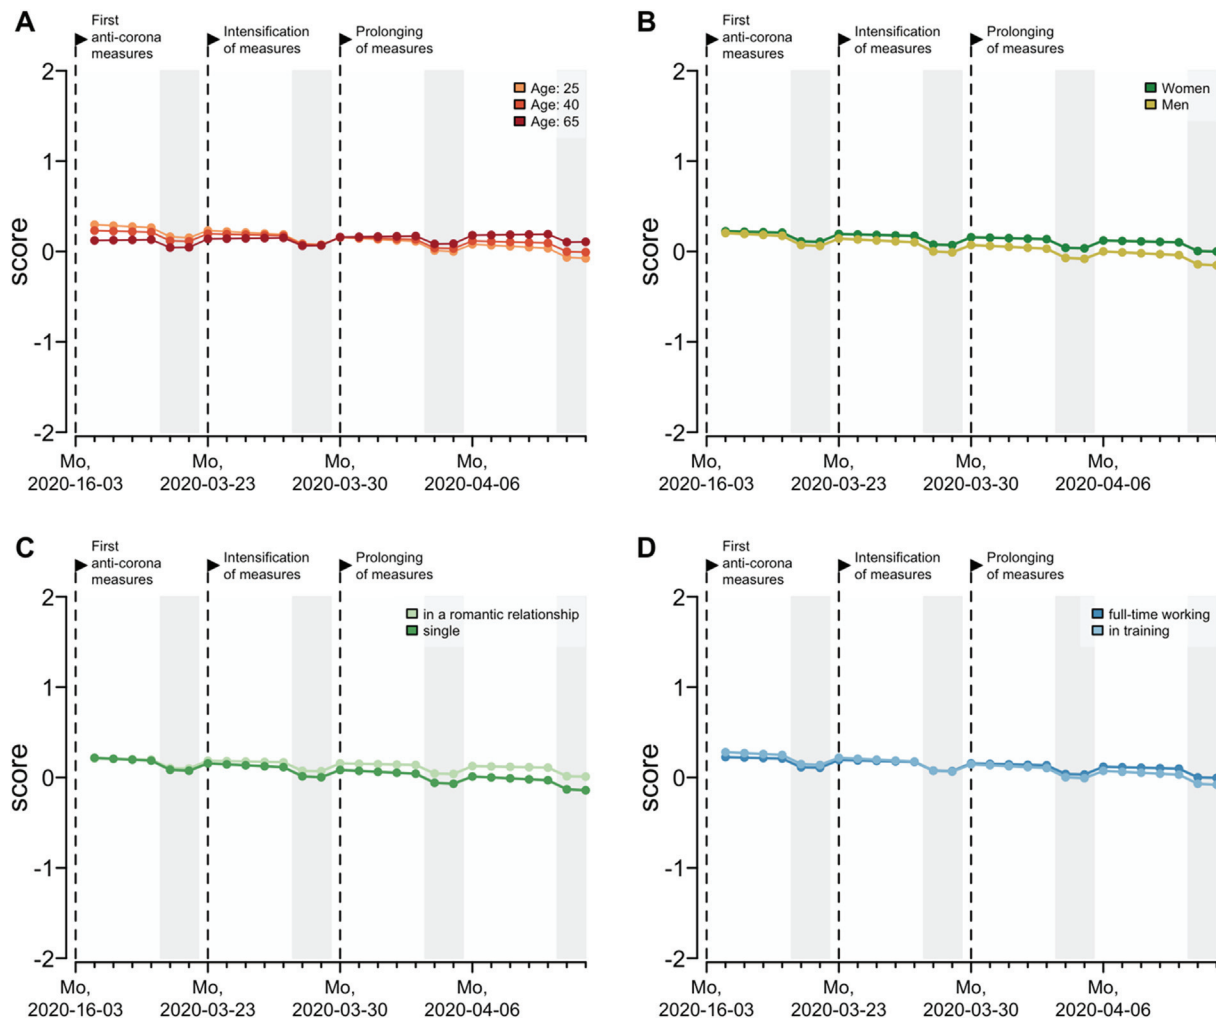 A
First
anti-corona
measures
Intensification
of measures
Prolonging
of measures
Age: 25
Age: 40
Age: 65
score
2
1
0
-1
-2
Mo,
2020-16-03
Mo,
2020-03-23
Mo,
2020-03-30
Mo,
2020-04-06
B
First
anti-corona
measures
Intensification
of measures
Prolonging
of measures
Women
Men
score
2
1
0
-1
-2
Mo,
2020-16-03
Mo,
2020-03-23
Mo,
2020-03-30
Mo,
2020-04-06
C
First
anti-corona
measures
Intensification
of measures
Prolonging
of measures
in a romantic relationship
single
score
2
1
0
-1
-2
Mo,
2020-16-03
Mo,
2020-03-23
Mo,
2020-03-30
Mo,
2020-04-06
D
First
anti-corona
measures
Intensification
of measures
Prolonging
of measures
full-time working
in training
score
2
1
0
-1
-2
Mo,
2020-16-03
Mo,
2020-03-23
Mo,
2020-03-30
Mo,
2020-04-06